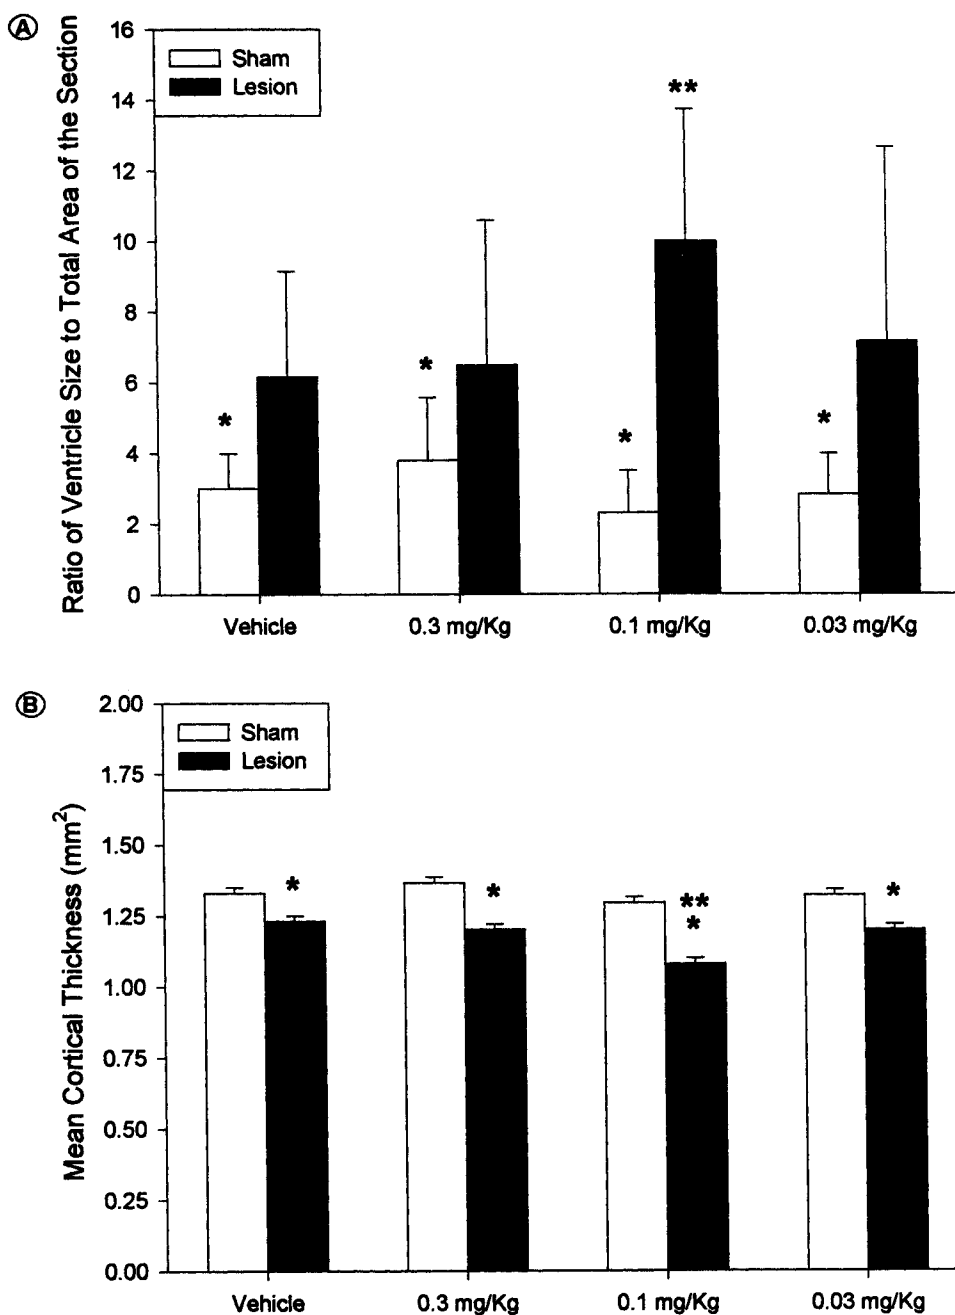 A
Ratio of Ventricle Size to Total Area of the Section
16
14
12
10
8
6
4
2
0
Sham
Lesion
*
*
*
**
*
Vehicle
0.3 mg/Kg
0.1 mg/Kg
0.03 mg/Kg
B
Mean Cortical Thickness (mm²)
2.00
1.75
1.50
1.25
1.00
0.75
0.50
0.25
0.00
Sham
Lesion
*
*
**
*
*
Vehicle
0.3 mg/Kg
0.1 mg/Kg
0.03 mg/Kg